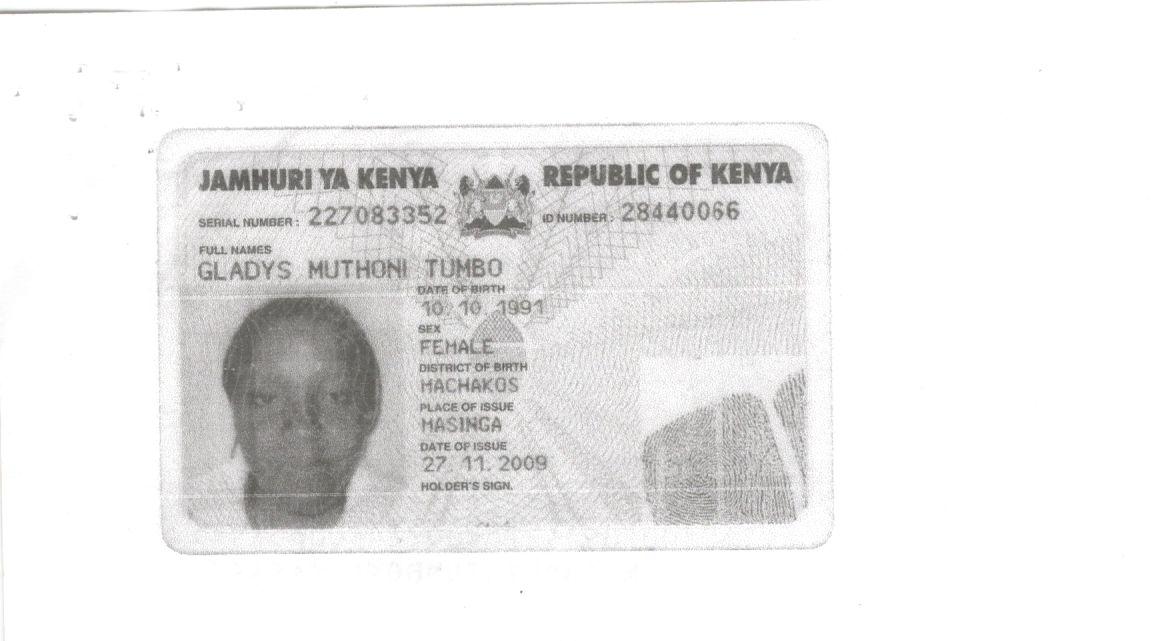 JAMHURI YA KENYA REPUBLIC OF KENYA
SERIAL NUMBER: 227083352 ID NUMBER: 28440066
FULL NAMES
GLADYS MUTHONI TUMBO
DATE OF BIRTH
10. 10. 1991
SEX
FEMALE
DISTRICT OF BIRTH
MACHAKOS
PLACE OF ISSUE
MASINGA
DATE OF ISSUE
27. 11. 2009
HOLDER'S SIGN.